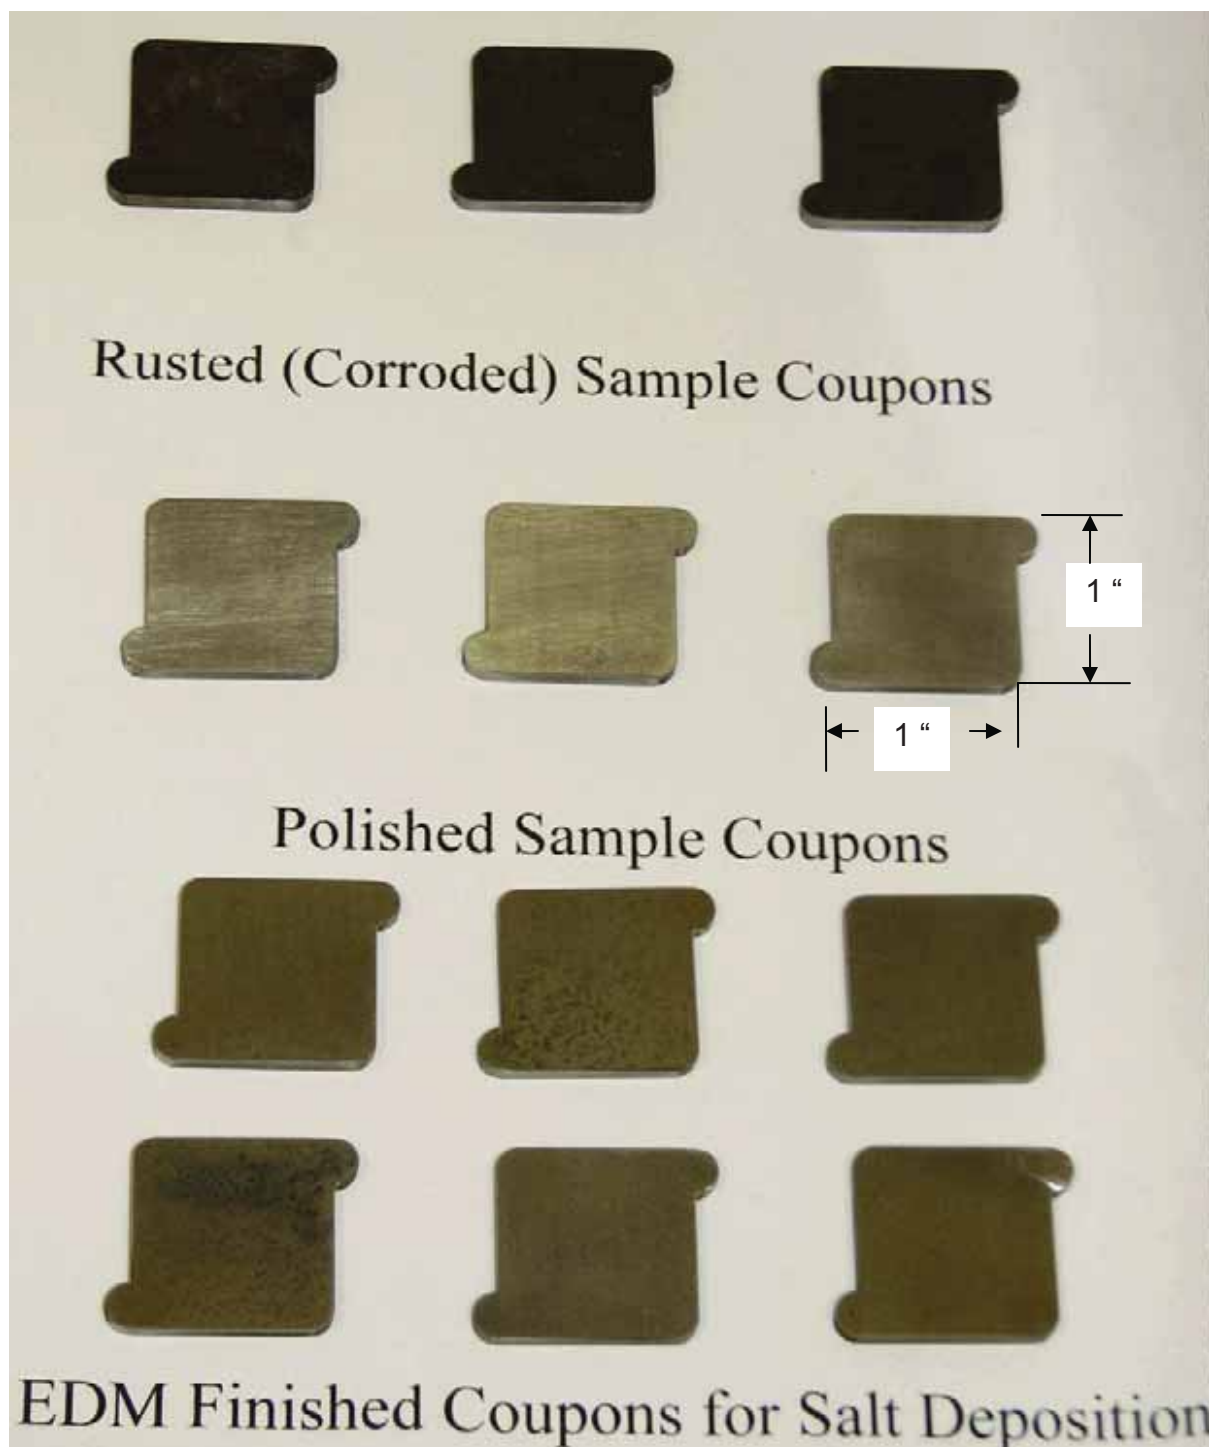 Rusted (Corroded) Sample Coupons
1 “
1 “
Polished Sample Coupons
EDM Finished Coupons for Salt Deposition